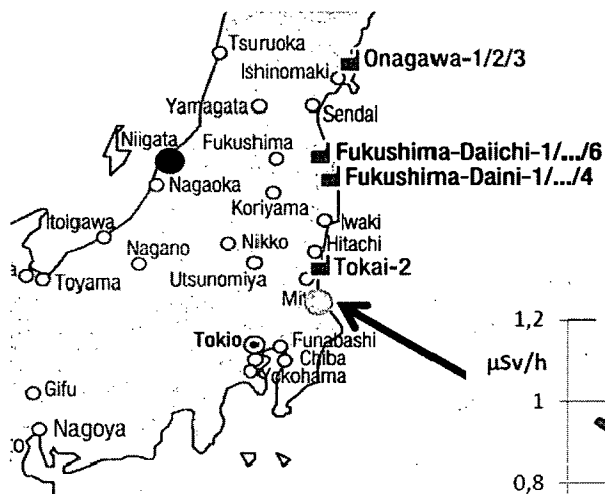 Tsuruoka
Onagawa-1/2/3
Ishinomaki
Yamagata
Sendai
Niigata
Fukushima
Fukushima-Daiichi-1/.../6
Fukushima-Daini-1/.../4
Nagaoka
Koriyama
Iwaki
Itoigawa
Nikko
Hitachi
Nagano
Tokai-2
a
Toyama
Utsunomiya
Mit
1,2
Tokio
Funabashi
µSv/h
Chiba
Yokohama
Gifu
1
to
Nagoya
0,8